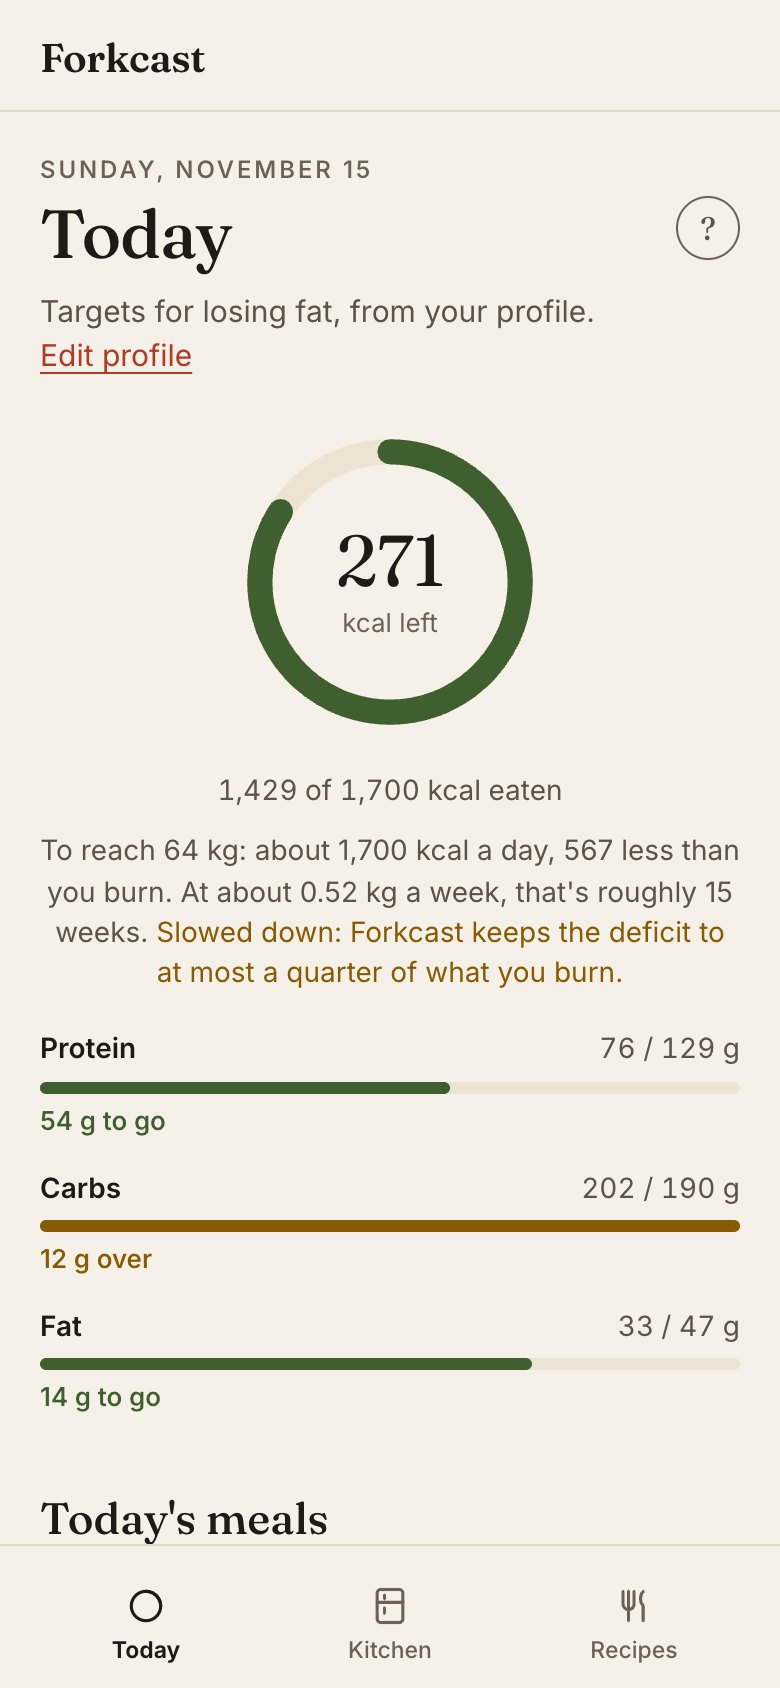 Forkcast
SUNDAY, NOVEMBER 15
Today
?
Targets for losing fat, from your profile.
Edit profile
271
kcal left
1,429 of 1,700 kcal eaten
To reach 64 kg: about 1,700 kcal a day, 567 less than
you burn. At about 0.52 kg a week, that's roughly 15
weeks. Slowed down: Forkcast keeps the deficit to
at most a quarter of what you burn.
Protein 76 / 129 g
54 g to go
Carbs 202 / 190 g
12 g over
Fat 33 / 47 g
14 g to go
Today's meals
Today Kitchen Recipes